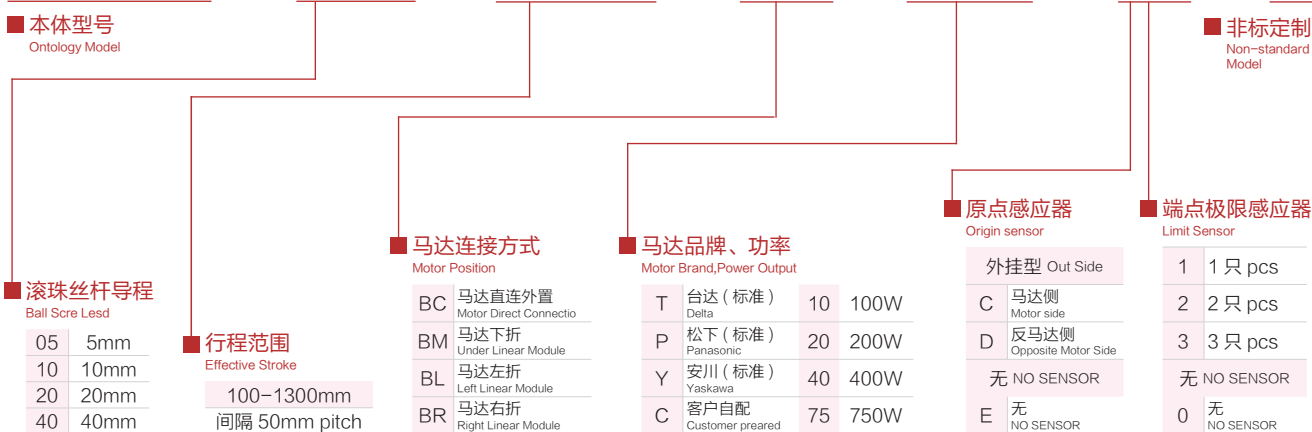 本体型号
Ontology Model
非标定制
Non-standard
Model
滚珠丝杆导程
Ball Scre Lesd
05 5mm
10 10mm
20 20mm
40 40mm
行程范围
Effective Stroke
100-1300mm
间隔 50mm pitch
马达连接方式
Motor Position
BC 马达直连外置
Motor Direct Connectio
BM 马达下折
Under Linear Module
BL 马达左折
Left Linear Module
BR 马达右折
Right Linear Module
马达品牌、功率
Motor Brand,Power Output
T 台达 ( 标准 ) 10 100W
Delta
P 松下 ( 标准 ) 20 200W
Panasonic
Y 安川 ( 标准 ) 40 400W
Yaskawa
C 客户自配 75 750W
Customer preared
原点感应器
Origin sensor
外挂型 Out Side
C 马达侧
Motor side
D 反马达侧
Opposite Motor Side
无 NO SENSOR
E 无
NO SENSOR
端点极限感应器
Limit Sensor
1 1 只 pcs
2 2 只 pcs
3 3 只 pcs
无 NO SENSOR
0 无
NO SENSOR